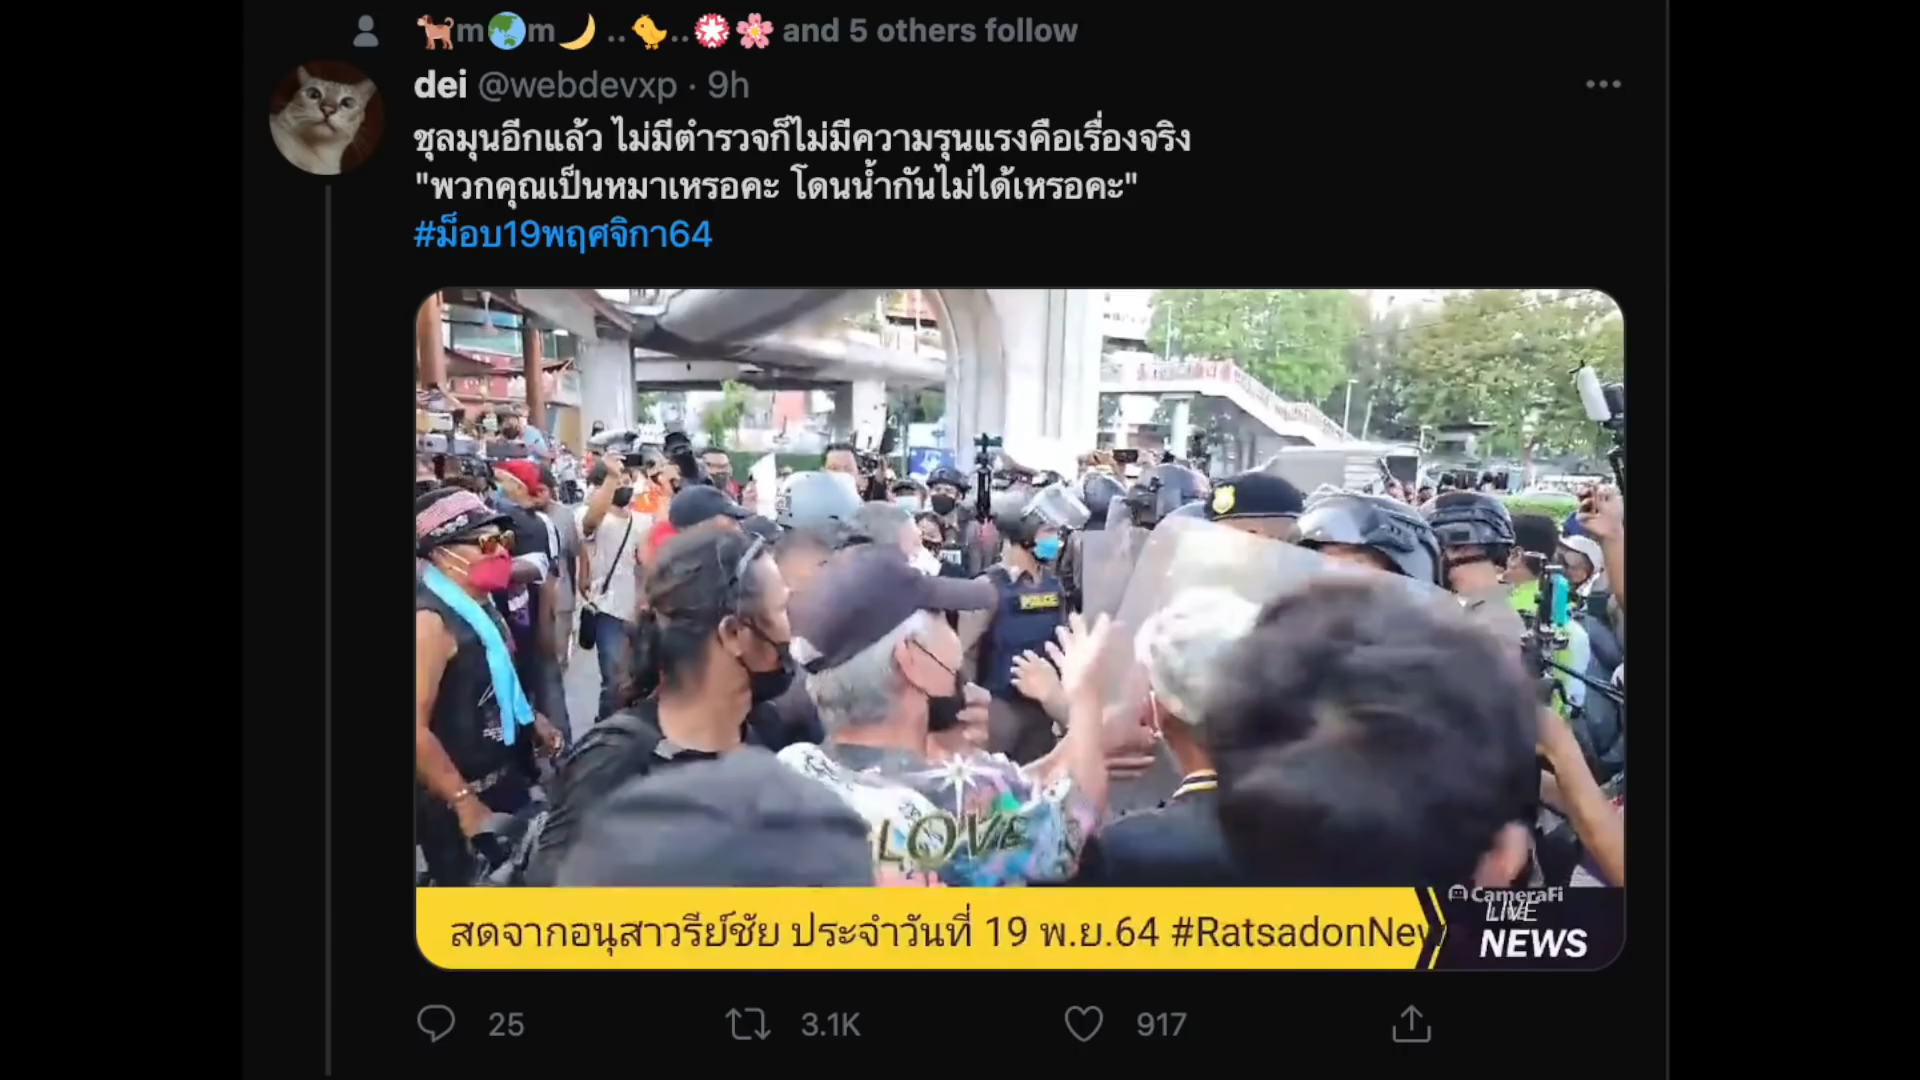 🐕m🌏m🌙 ..🐤..💮🌸 and 5 others follow
dei @webdevxp · 9h
ชุลมุนอีกแล้ว ไม่มีตำรวจก็ไม่มีความรุนแรงคือเรื่องจริง
"พวกคุณเป็นหมาเหรอคะ โดนน้ำกันไม่ได้เหรอคะ"
#ม็อบ19พฤศจิกา64
POLICE
LOVE
CameraFi
LIVE
สดจากอนุสาวรีย์ชัย ประจำวันที่ 19 พ.ย.64 #RatsadonNew
NEWS
25
3.1K
917